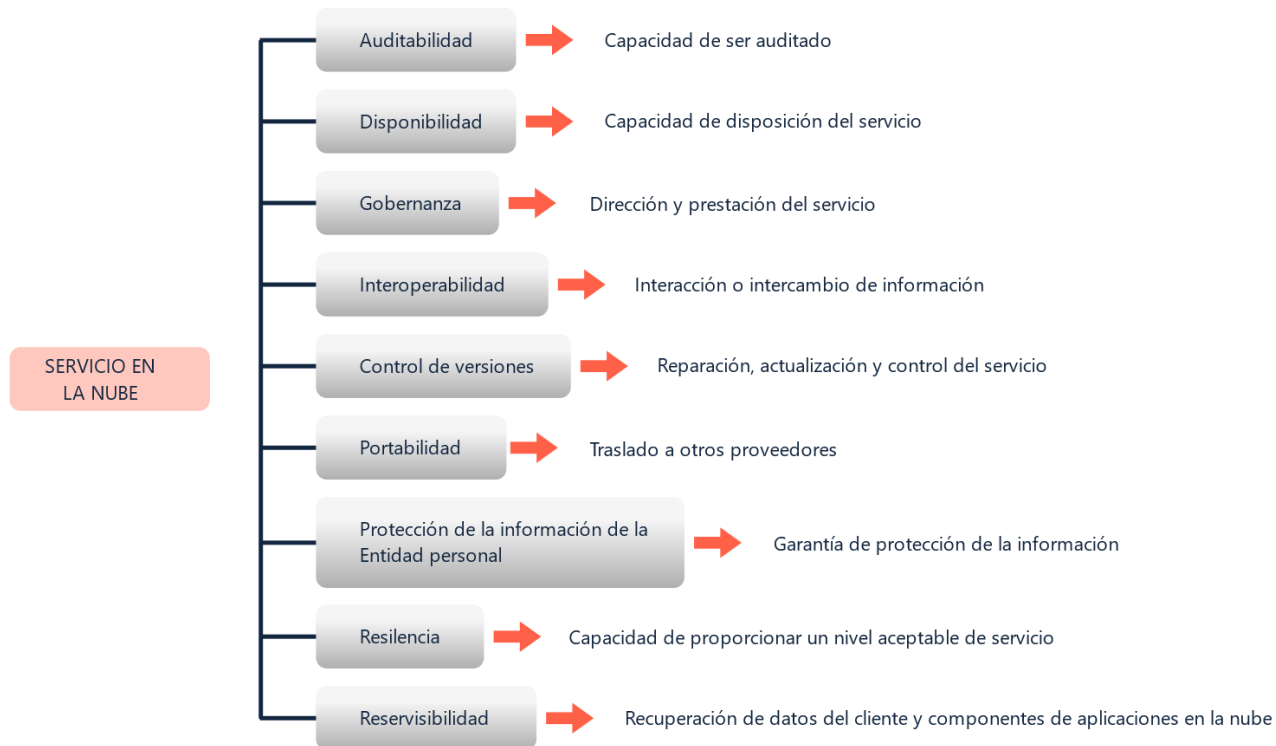 Auditabilidad
Capacidad de ser auditado
Disponibilidad
Capacidad de disposición del servicio
Gobernanza
Dirección y prestación del servicio
Interoperabilidad
Interacción o intercambio de información
SERVICIO EN
LA NUBE
Control de versiones
Reparación, actualización y control del servicio
Portabilidad
Traslado a otros proveedores
Protección de la información de la
Entidad personal
Garantía de protección de la información
Resilencia
Capacidad de proporcionar un nivel aceptable de servicio
Reservisibilidad
Recuperación de datos del cliente y componentes de aplicaciones en la nube